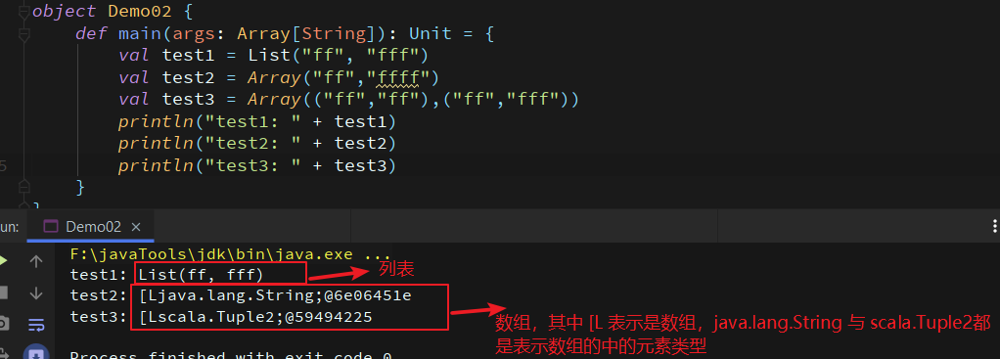 object Demo02 {
def main(args: Array[String]): Unit = {
val test1 = List("ff", "fff")
val test2 = Array("ff","ffff")
val test3 = Array(("ff","ff"),("ff","fff"))
println("test1: " + test1)
println("test2: " + test2)
println("test3: " + test3)
}
}
un: Demo02 ×
F:\javaTools\jdk\bin\java.exe ...
test1: List(ff, fff) 列表
test2: [Ljava.lang.String;@6e06451e
test3: [Lscala.Tuple2;@59494225
数组，其中 [L 表示是数组，java.lang.String 与 scala.Tuple2都
是表示数组的中的元素类型
Process finished with exit code 0